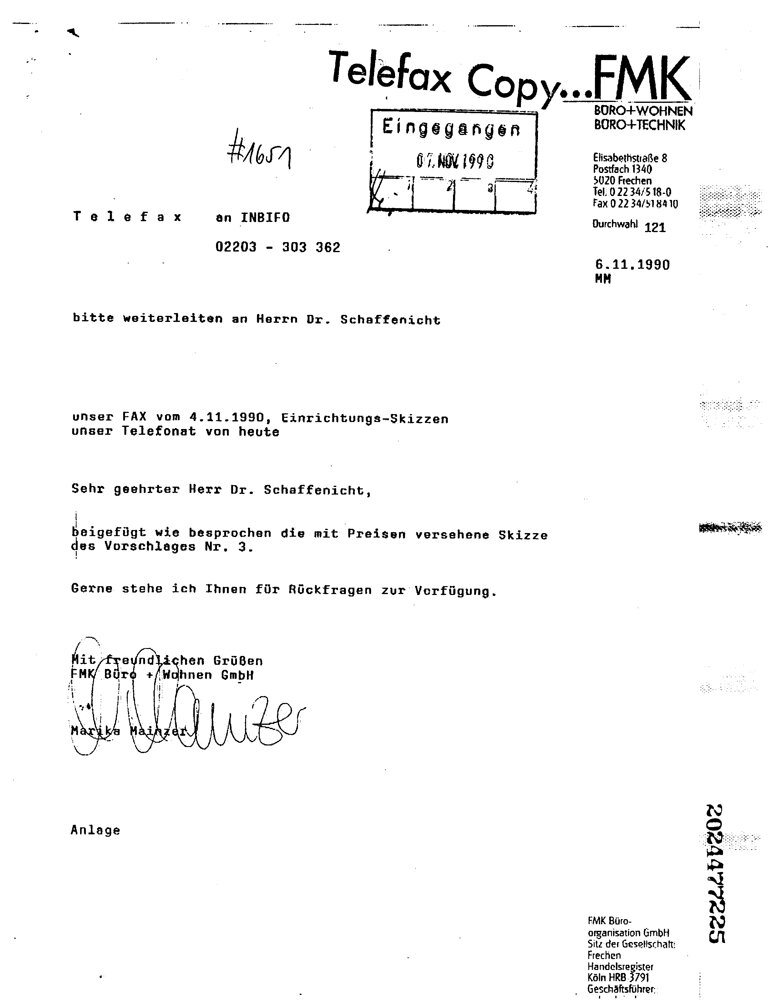 Telefax Copy...FMK
BÜRO+WOHNEN
BÜRO+TECHNIK
#1651
Eingegangen
07. NOV. 1990
1 2 3 4
Elisabethstraße 8
Postfach 1340
5020 Frechen
Tel. 0 22 34/5 18-0
Fax 0 22 34/5184 10
Durchwahl 121
Telefax an INBIFO
02203 - 303 362
6.11.1990
MM
bitte weiterleiten an Herrn Dr. Schaffenicht
unser FAX vom 4.11.1990, Einrichtungs-Skizzen
unser Telefonat von heute
Sehr geehrter Herr Dr. Schaffenicht,
beigefügt wie besprochen die mit Preisen versehene Skizze
des Vorschlages Nr. 3.
Gerne stehe ich Ihnen für Rückfragen zur Verfügung.
Mit freundlichen Grüßen
FMK Büro + Wohnen GmbH
Marika Mainzer
Anlage
2024477225
FMK Büro-
organisation GmbH
Sitz der Gesellschaft:
Frechen
Handelsregister
Köln HRB 3791
Geschäftsführer: